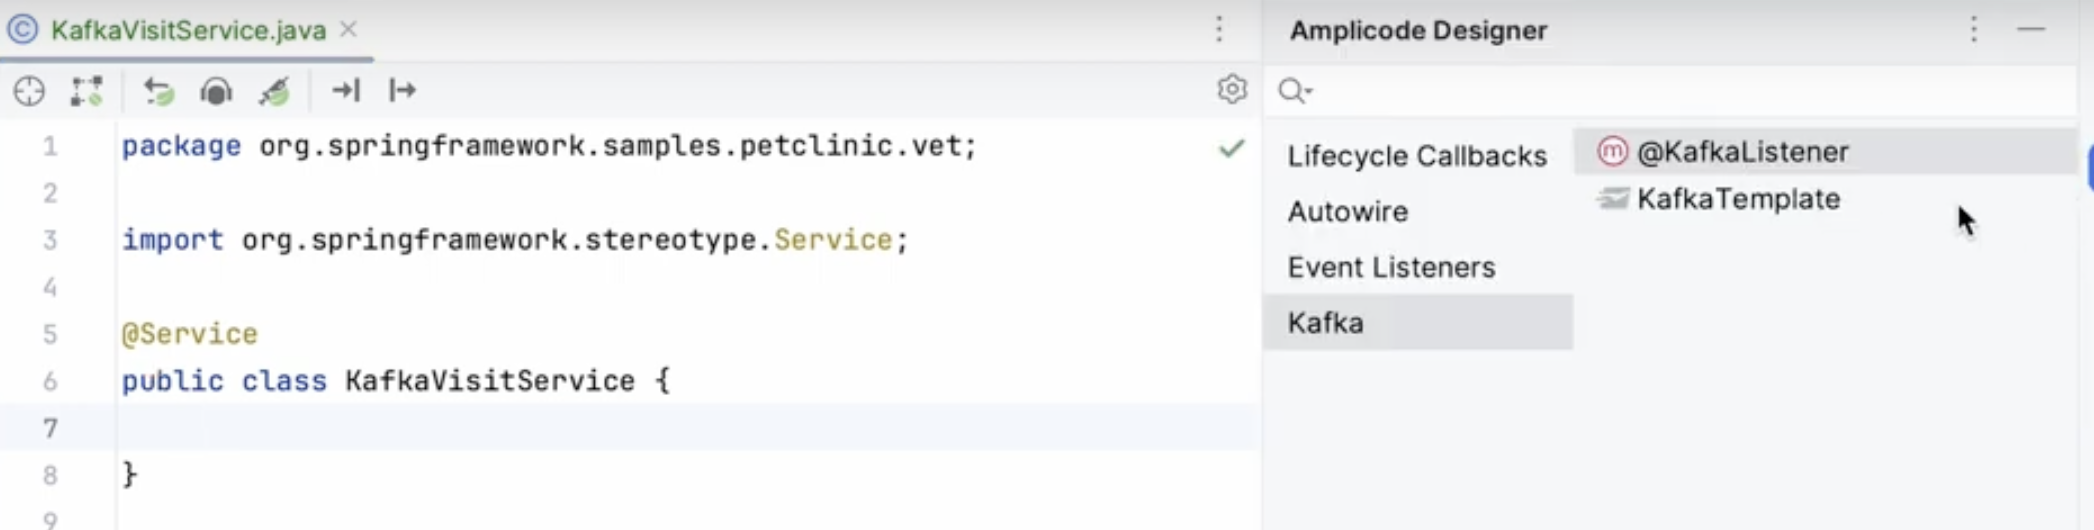 KafkaVisitService.java
1 package org.springframework.samples.petclinic.vet;
2
3 import org.springframework.stereotype.Service;
4
5 @Service
6 public class KafkaVisitService {
7
8 }
9
Amplicode Designer
Lifecycle Callbacks
Autowire
Event Listeners
Kafka
@KafkaListener
KafkaTemplate